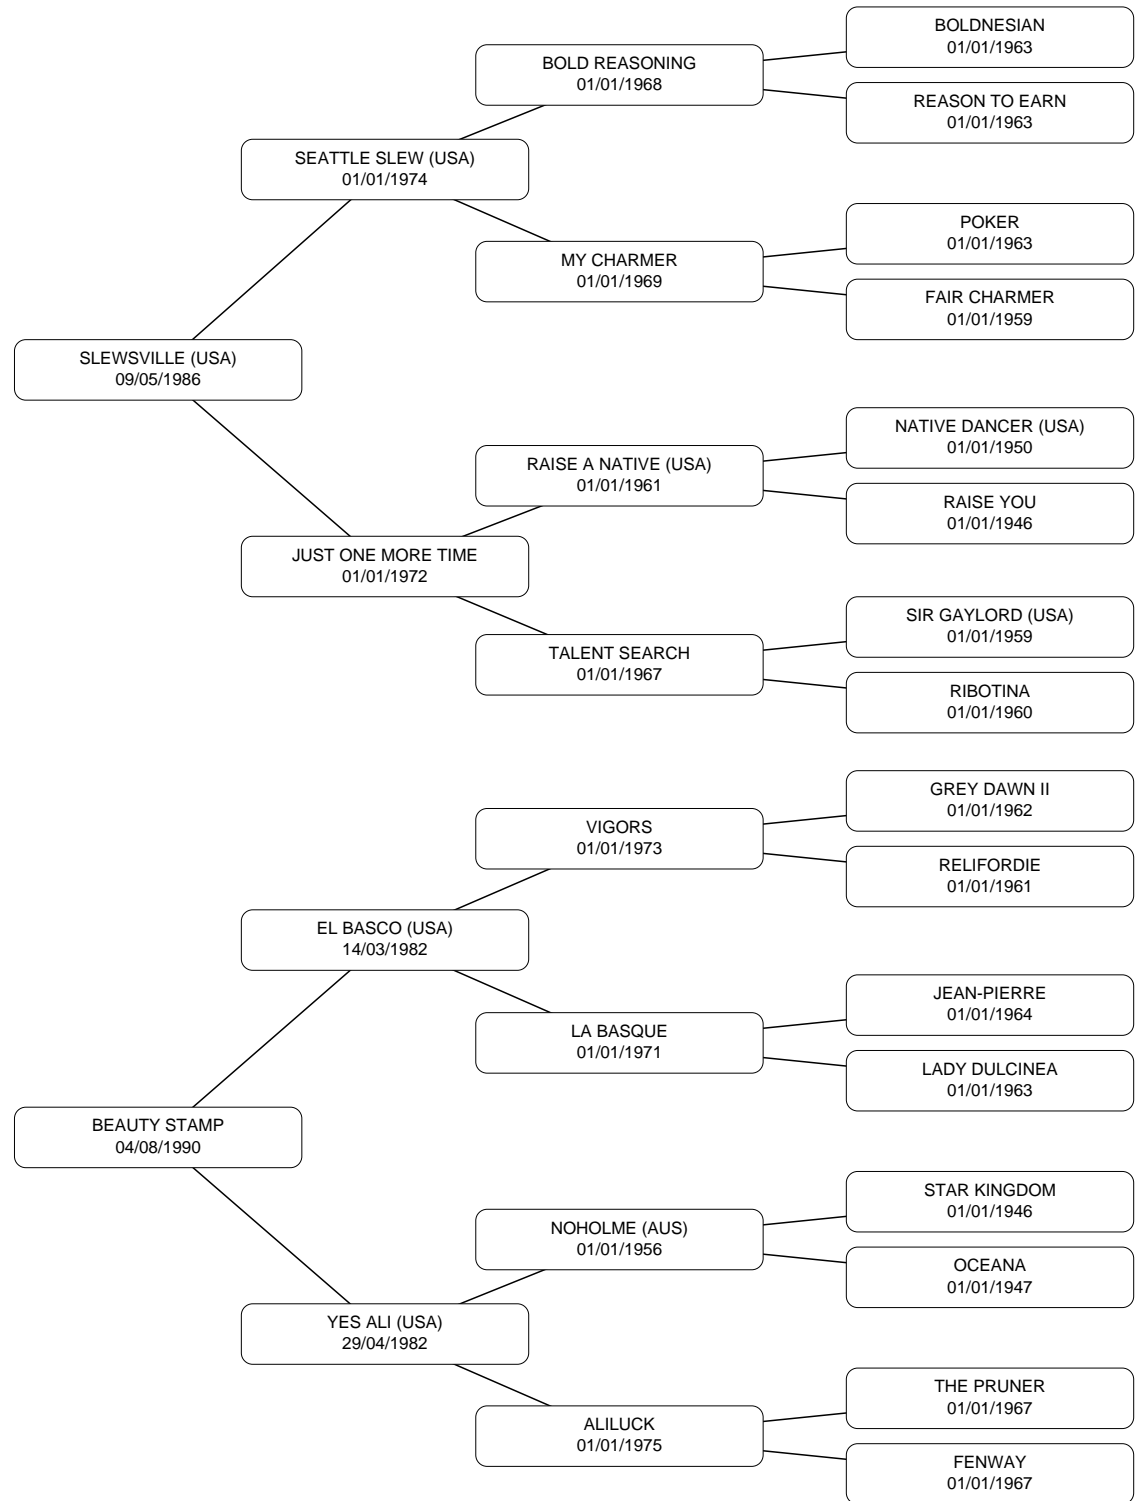 BOLDNESIAN
01/01/1963
BOLD REASONING
01/01/1968
REASON TO EARN
01/01/1963
SEATTLE SLEW (USA)
01/01/1974
POKER
01/01/1963
MY CHARMER
01/01/1969
FAIR CHARMER
01/01/1959
SLEWSVILLE (USA)
09/05/1986
NATIVE DANCER (USA)
01/01/1950
RAISE A NATIVE (USA)
01/01/1961
RAISE YOU
01/01/1946
JUST ONE MORE TIME
01/01/1972
SIR GAYLORD (USA)
01/01/1959
TALENT SEARCH
01/01/1967
RIBOTINA
01/01/1960
GREY DAWN II
01/01/1962
VIGORS
01/01/1973
RELIFORDIE
01/01/1961
EL BASCO (USA)
14/03/1982
JEAN-PIERRE
01/01/1964
LA BASQUE
01/01/1971
LADY DULCINEA
01/01/1963
BEAUTY STAMP
04/08/1990
STAR KINGDOM
01/01/1946
NOHOLME (AUS)
01/01/1956
OCEANA
01/01/1947
YES ALI (USA)
29/04/1982
THE PRUNER
01/01/1967
ALILUCK
01/01/1975
FENWAY
01/01/1967